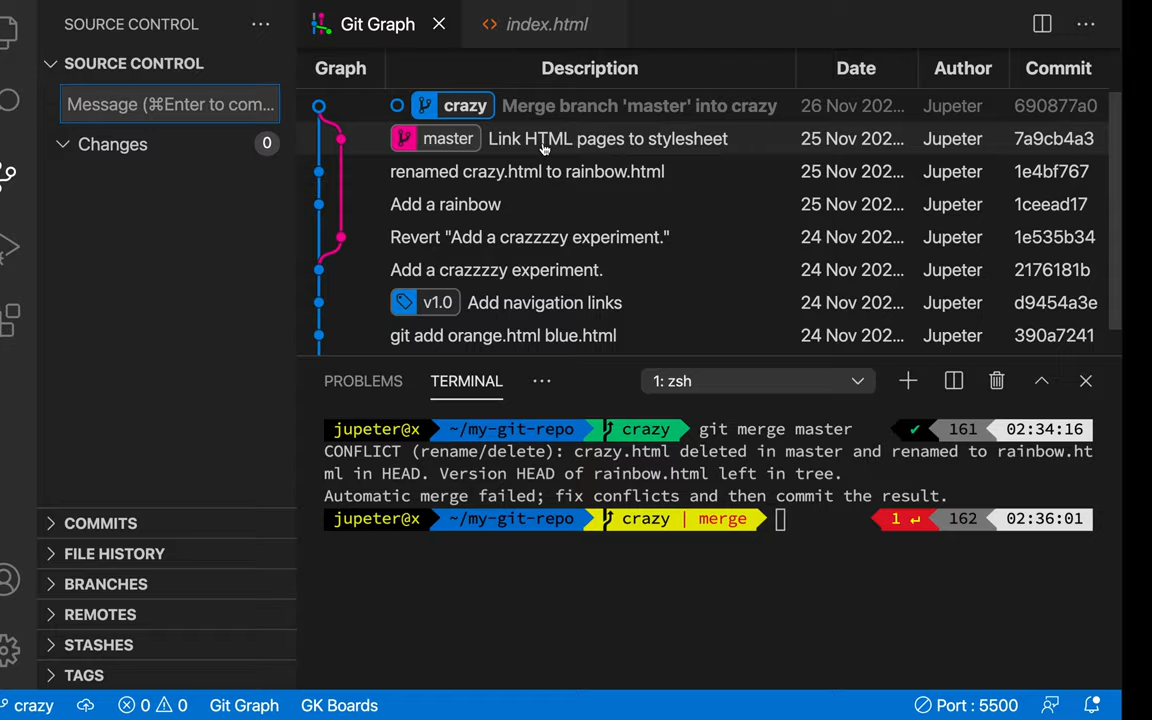 SOURCE CONTROL ...
Git Graph
<> index.html
...
SOURCE CONTROL
Message (⌘Enter to com...
Changes 0
Graph Description Date Author Commit
crazy Merge branch 'master' into crazy 26 Nov 202... Jupeter 690877a0
master Link HTML pages to stylesheet 25 Nov 202... Jupeter 7a9cb4a3
renamed crazy.html to rainbow.html 25 Nov 202... Jupeter 1e4bf767
Add a rainbow 25 Nov 202... Jupeter 1ceead17
Revert "Add a crazzzzy experiment." 24 Nov 202... Jupeter 1e535b34
Add a crazzzzy experiment. 24 Nov 202... Jupeter 2176181b
v1.0 Add navigation links 24 Nov 202... Jupeter d9454a3e
git add orange.html blue.html 24 Nov 202... Jupeter 390a7241
PROBLEMS TERMINAL ... 1: zsh
jupeter@x ~/my-git-repo crazy git merge master ✔ 161 02:34:16
CONFLICT (rename/delete): crazy.html deleted in master and renamed to rainbow.ht
ml in HEAD. Version HEAD of rainbow.html left in tree.
Automatic merge failed; fix conflicts and then commit the result.
jupeter@x ~/my-git-repo crazy | merge 1 ↵ 162 02:36:01
COMMITS
FILE HISTORY
BRANCHES
REMOTES
STASHES
TAGS
crazy 0 0 Git Graph GK Boards Port : 5500